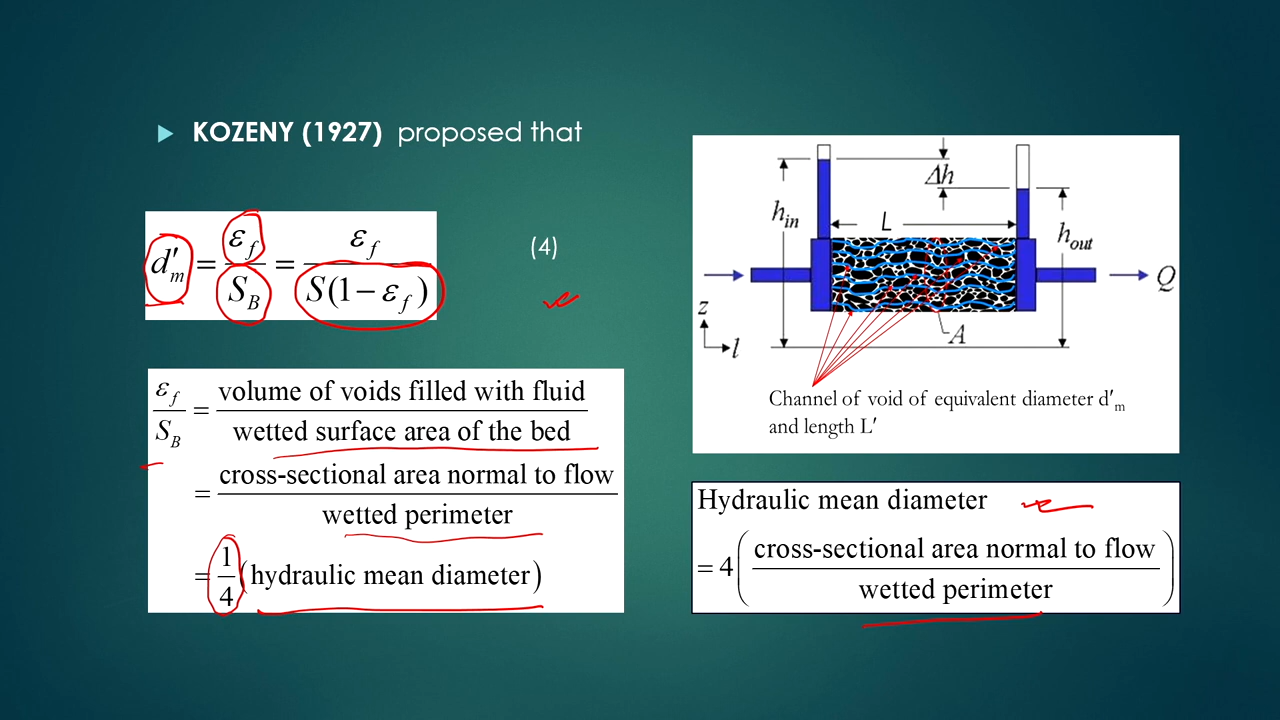 KOZENY (1927) proposed that
d′m = εf / SB = εf / S(1 − εf)
(4)
εf / SB = volume of voids filled with fluid / wetted surface area of the bed
= cross-sectional area normal to flow / wetted perimeter
= 1/4 (hydraulic mean diameter)
Δh
hin
L
hout
Q
z
l
A
Channel of void of equivalent diameter d′m
and length L′
Hydraulic mean diameter
= 4 ( cross-sectional area normal to flow / wetted perimeter )